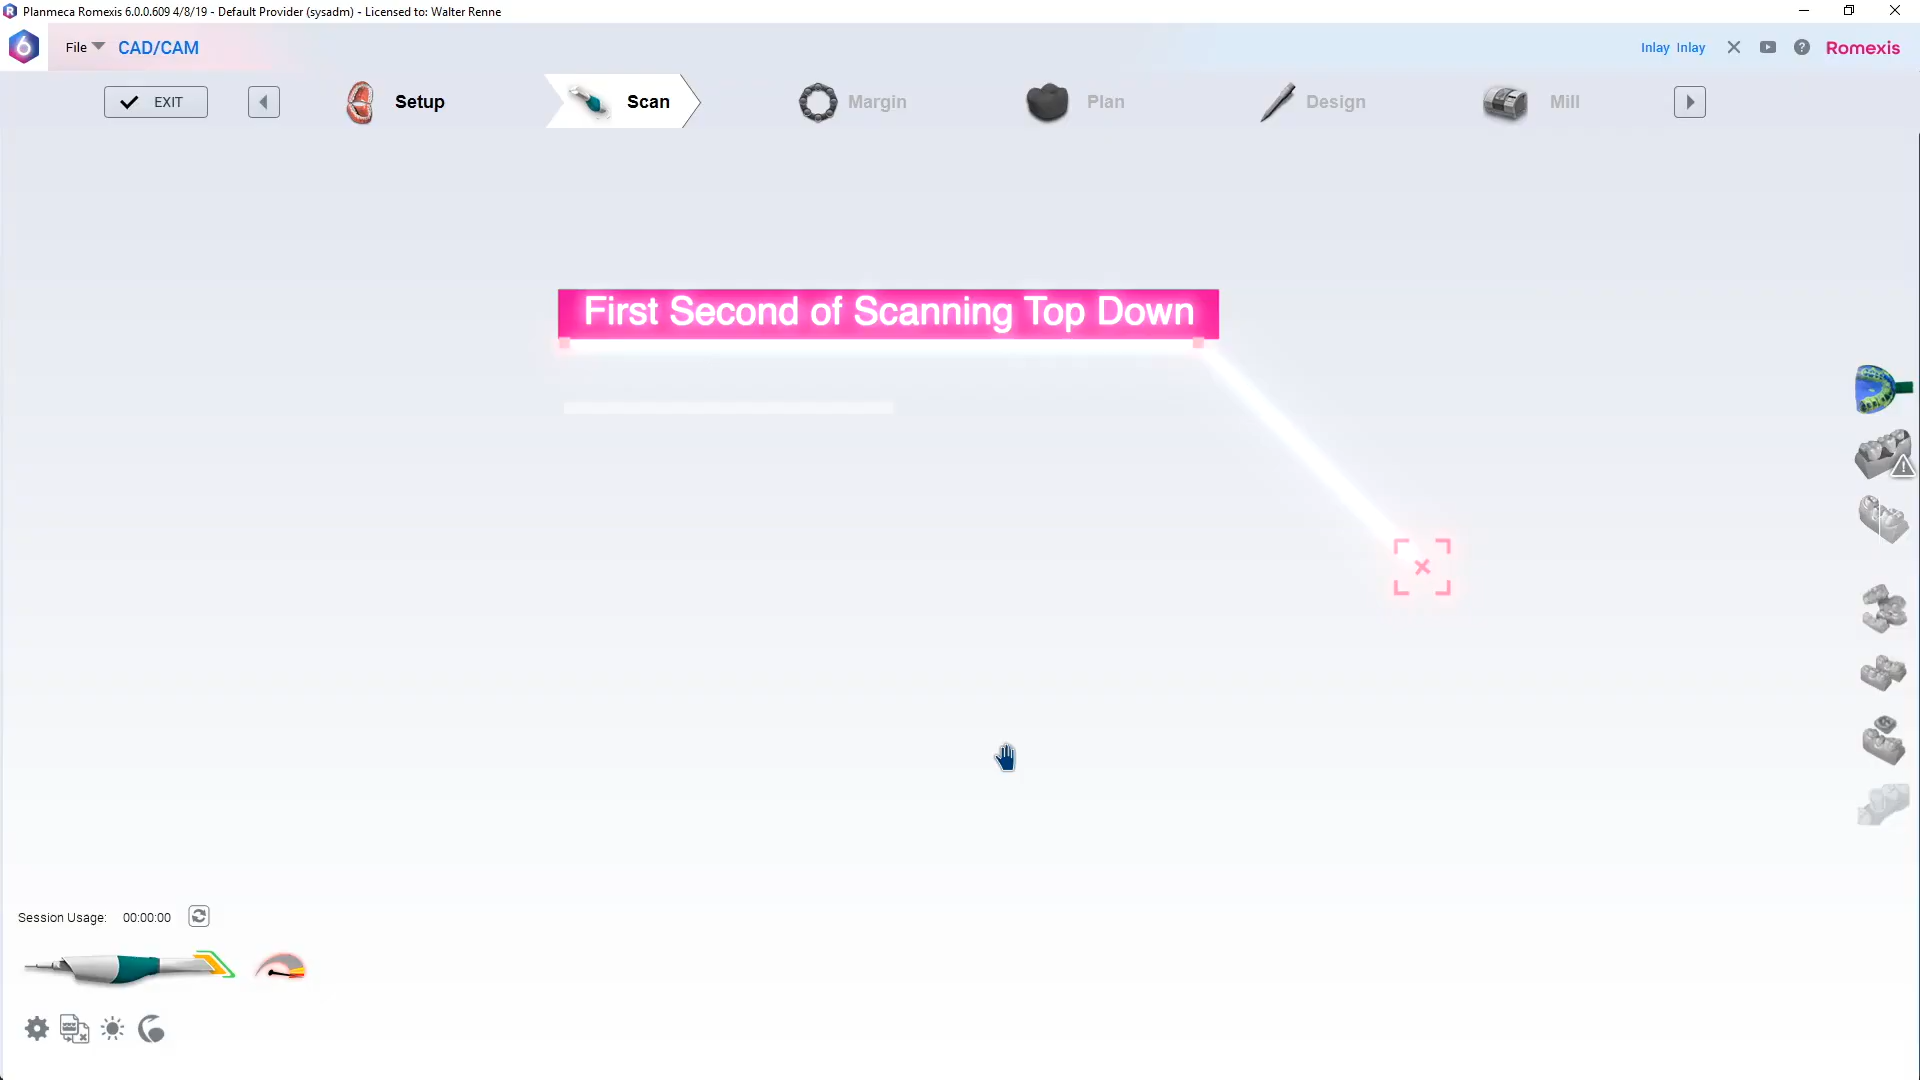 Planmeca Romexis 6.0.0.609 4/8/19 - Default Provider (sysadm) - Licensed to: Walter Renne
6 File CAD/CAM Inlay Inlay Romexis
EXIT Setup Scan Margin Plan Design Mill
First Second of Scanning Top Down
Session Usage: 00:00:00